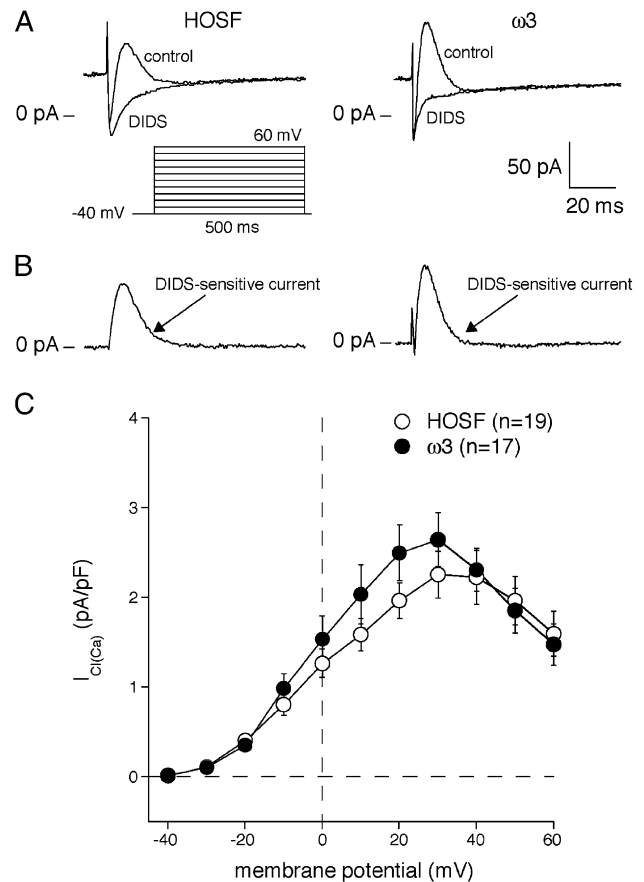 A
HOSF
ω3
control
control
0 pA
DIDS
0 pA
DIDS
60 mV
-40 mV
500 ms
50 pA
20 ms
B
DIDS-sensitive current
DIDS-sensitive current
0 pA
0 pA
C
HOSF (n=19)
ω3 (n=17)
4
3
2
1
0
I Cl(Ca) (pA/pF)
-40 -20 0 20 40 60
membrane potential (mV)